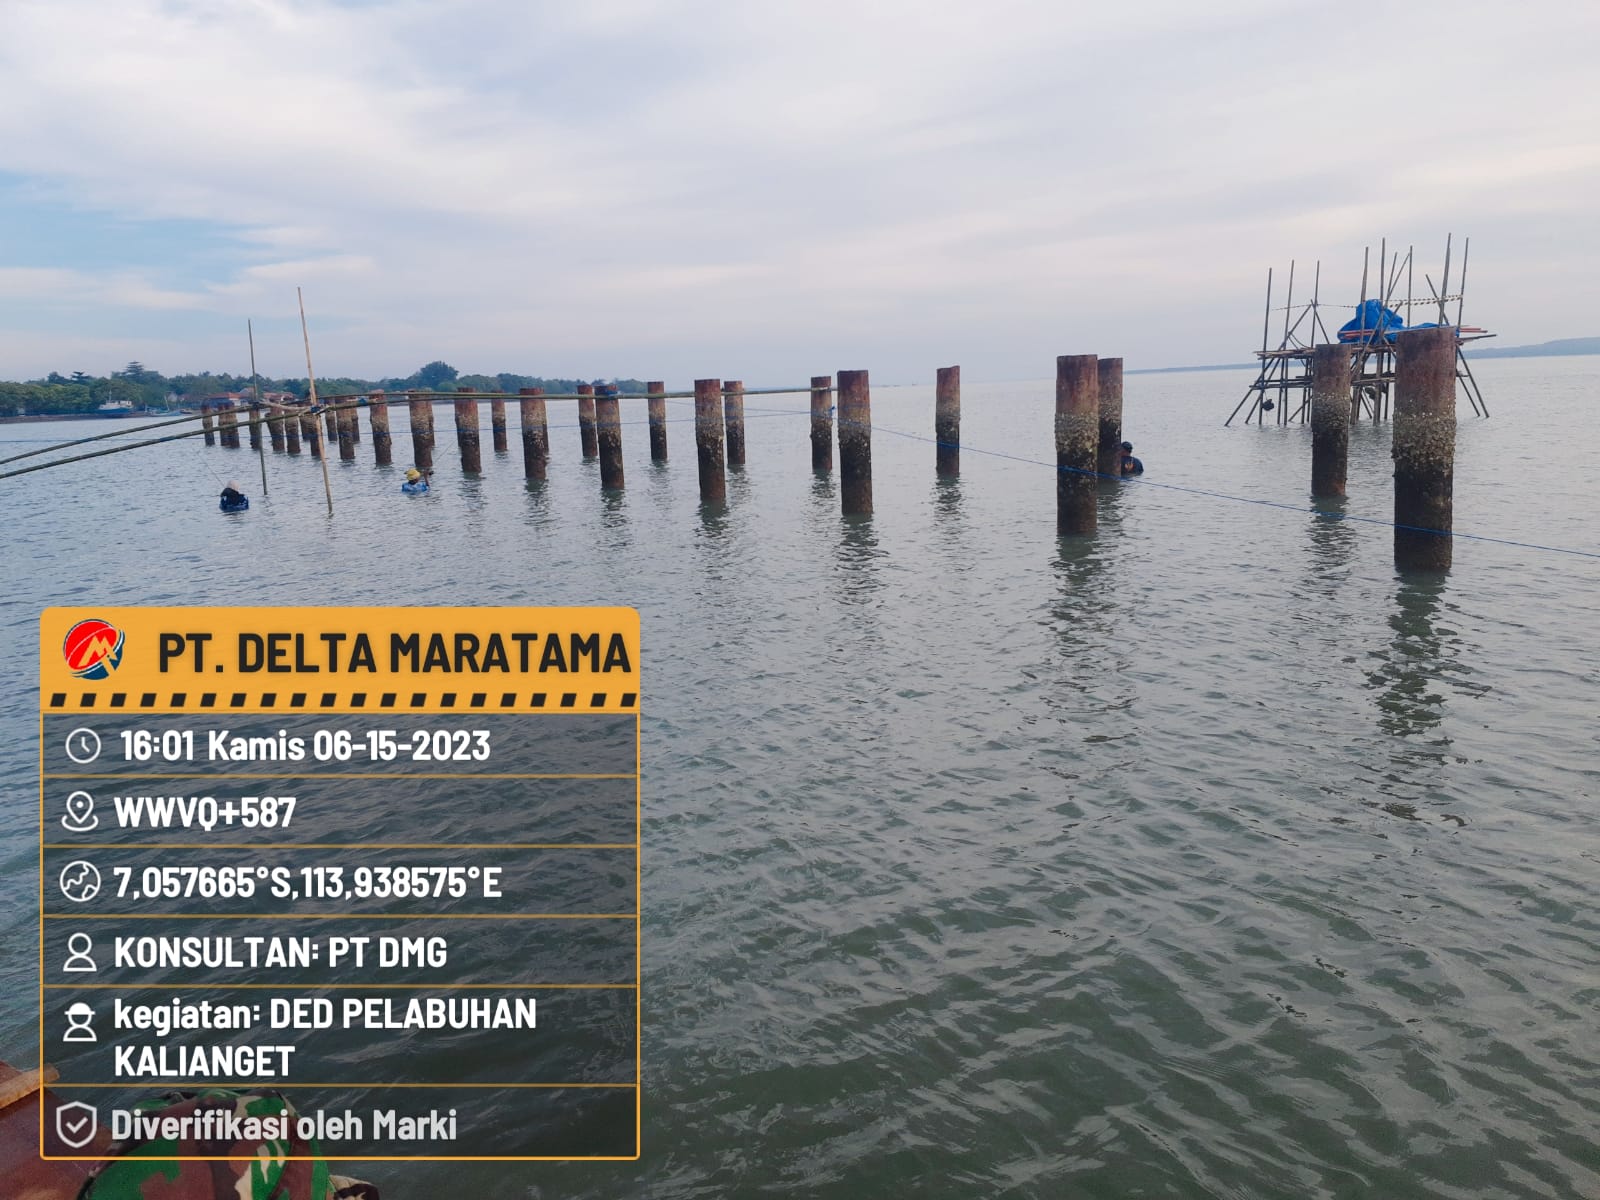 PT. DELTA MARATAMA
16:01 Kamis 06-15-2023
WWVQ+587
7,057665°S,113,938575°E
KONSULTAN: PT DMG
kegiatan: DED PELABUHAN
KALIANGET
Diverifikasi oleh Marki